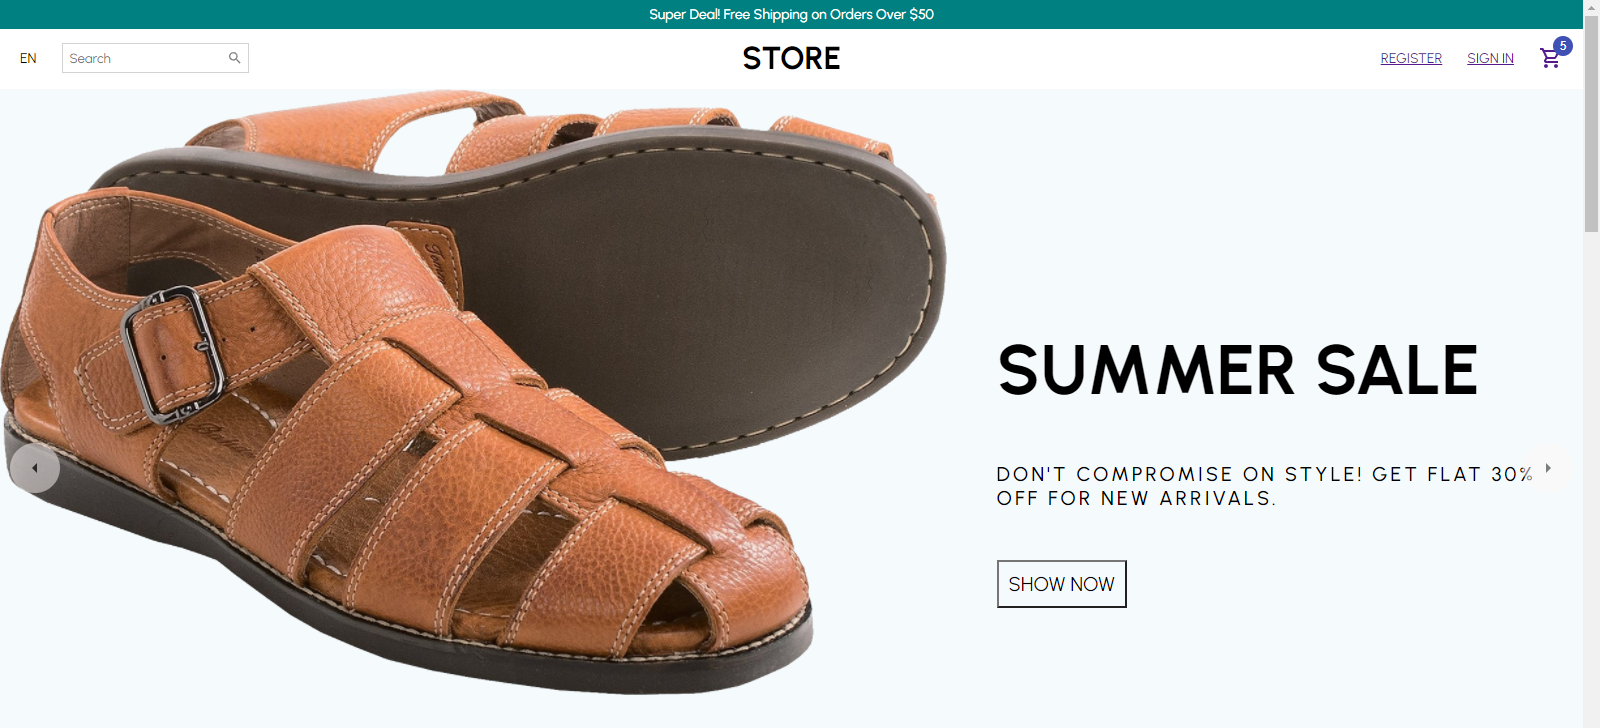 Super Deal! Free Shipping on Orders Over $50
EN
Search
STORE
REGISTER
SIGN IN
5
SUMMER SALE
DON'T COMPROMISE ON STYLE! GET FLAT 30%
OFF FOR NEW ARRIVALS.
SHOW NOW